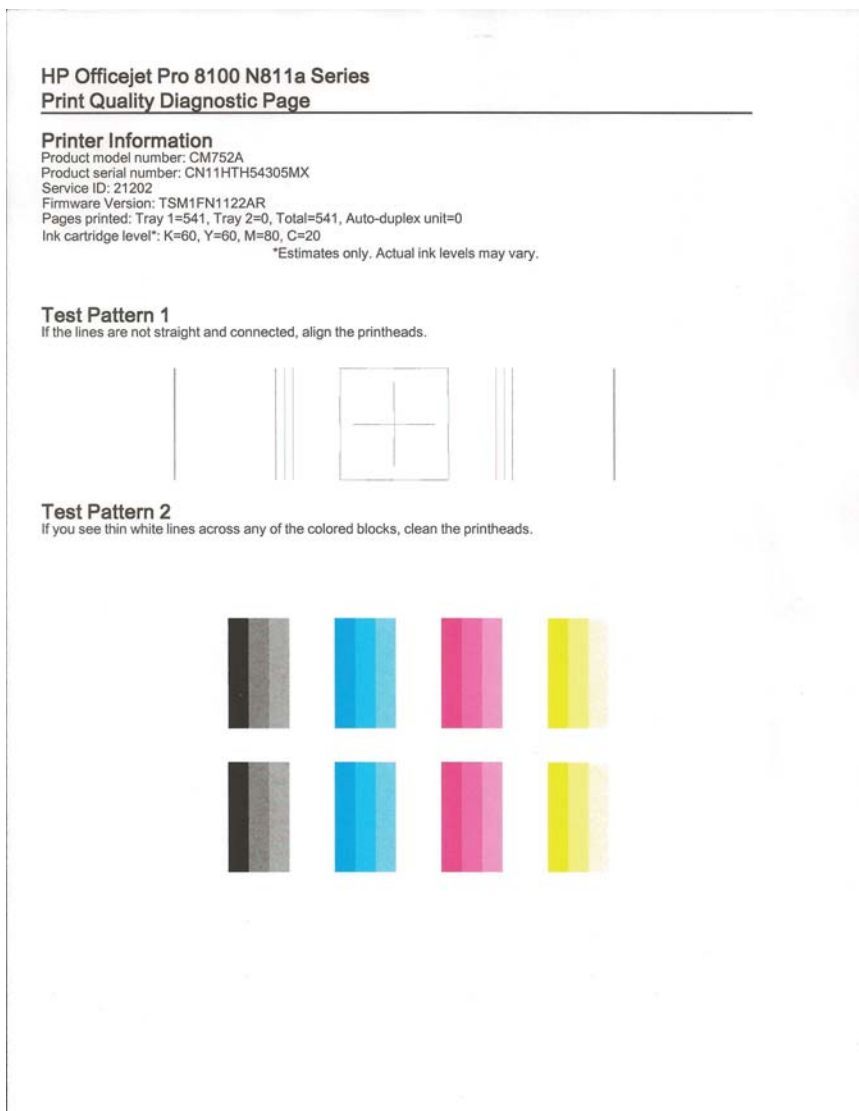 HP Officejet Pro 8100 N811a Series
Print Quality Diagnostic Page
Printer Information
Product model number: CM752A
Product serial number: CN11HTH54305MX
Service ID: 21202
Firmware Version: TSM1FN1122AR
Pages printed: Tray 1=541, Tray 2=0, Total=541, Auto-duplex unit=0
Ink cartridge level*: K=60, Y=60, M=80, C=20
*Estimates only. Actual ink levels may vary.
Test Pattern 1
If the lines are not straight and connected, align the printheads.
Test Pattern 2
If you see thin white lines across any of the colored blocks, clean the printheads.